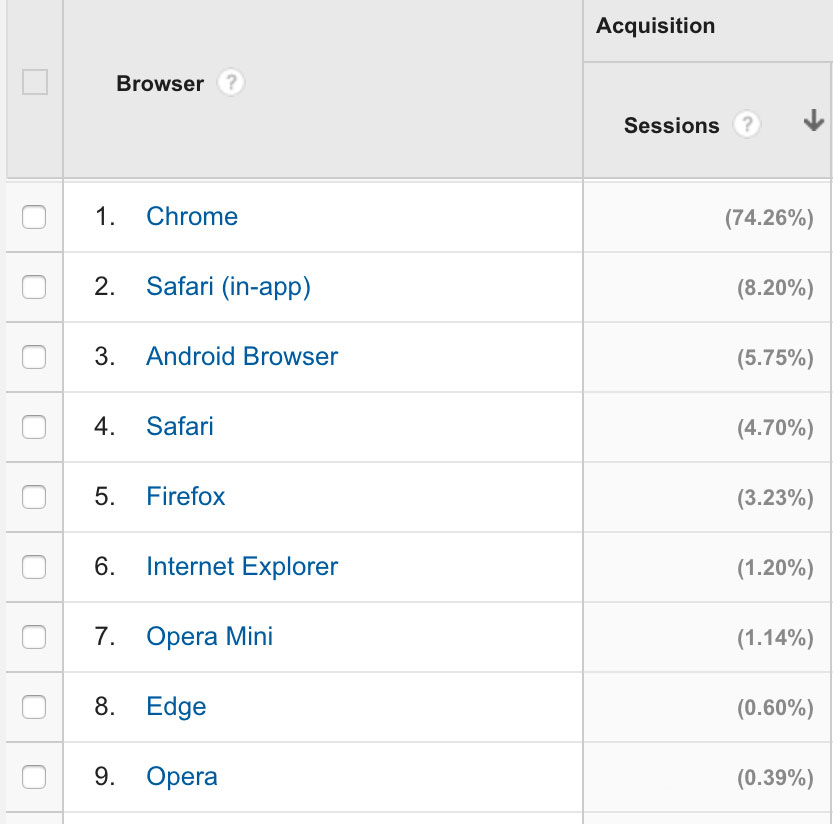 Acquisition
Browser ?
Sessions ?
1. Chrome (74.26%)
2. Safari (in-app) (8.20%)
3. Android Browser (5.75%)
4. Safari (4.70%)
5. Firefox (3.23%)
6. Internet Explorer (1.20%)
7. Opera Mini (1.14%)
8. Edge (0.60%)
9. Opera (0.39%)